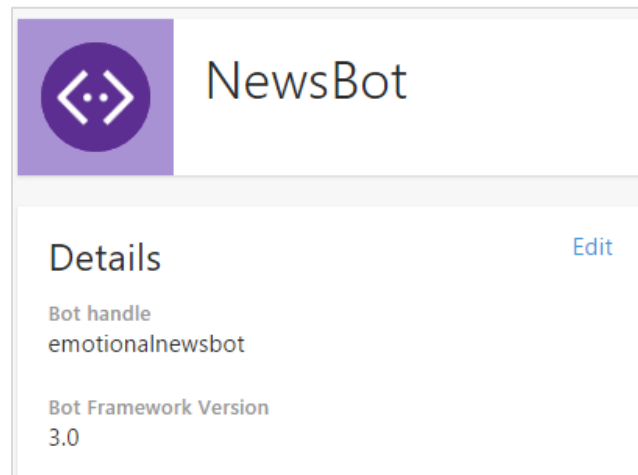 NewsBot
Details
Edit
Bot handle
emotionalnewsbot
Bot Framework Version
3.0